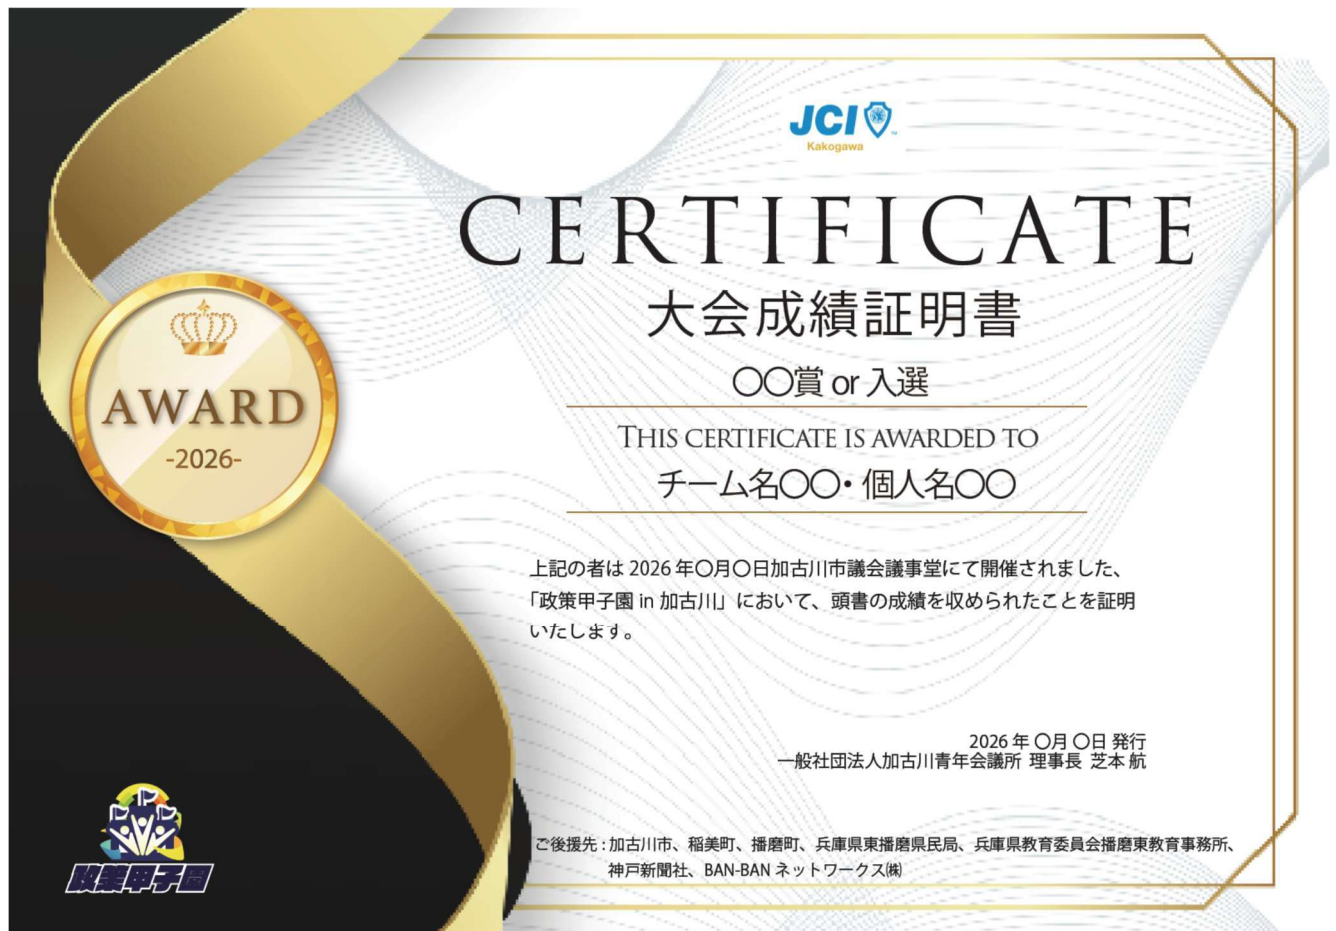 JCI
Kakogawa
CERTIFICATE
大会成績証明書
〇〇賞 or 入選
THIS CERTIFICATE IS AWARDED TO
チーム名〇〇・個人名〇〇
AWARD
-2026-
上記の者は 2026 年〇月〇日加古川市議会議事堂にて開催されました、
「政策甲子園 in 加古川」において、頭書の成績を収められたことを証明
いたします。
2026 年 〇月 〇日 発行
一般社団法人加古川青年会議所 理事長 芝本 航
政策甲子園
ご後援先 : 加古川市、稲美町、播磨町、兵庫県東播磨県民局、兵庫県教育委員会播磨東教育事務所、
神戸新聞社、BAN-BAN ネットワークス㈱